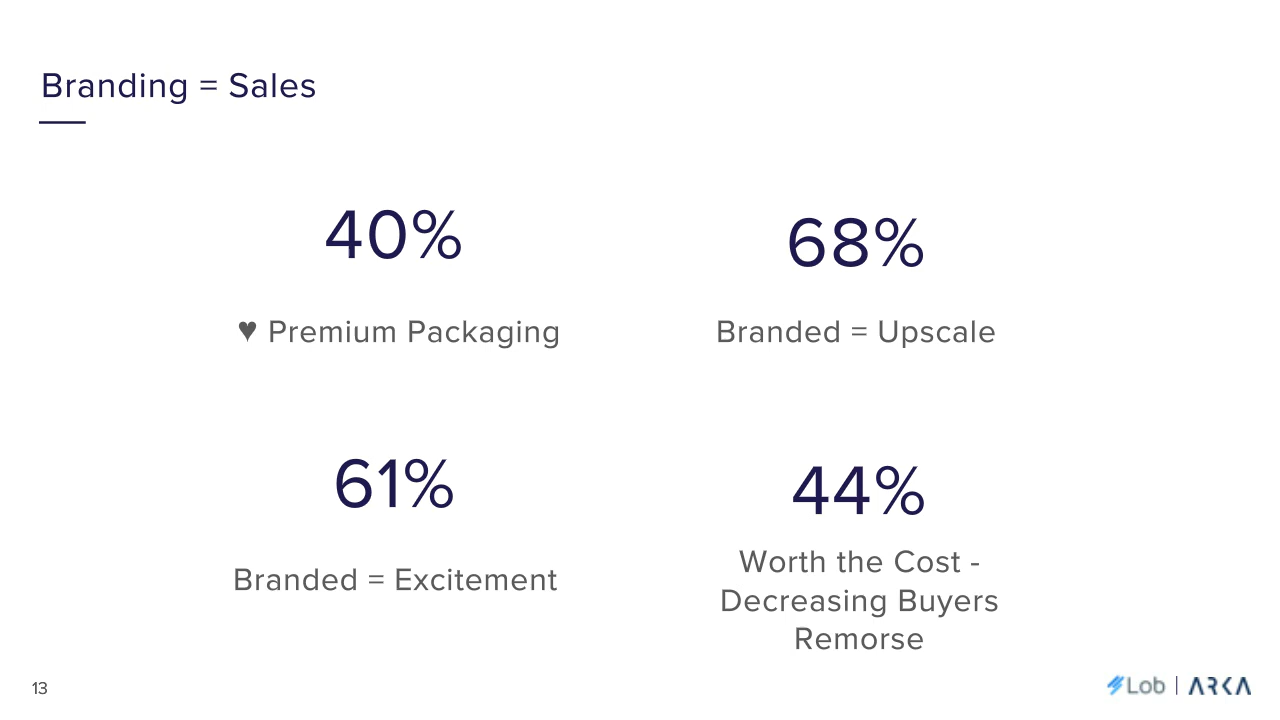 Branding = Sales
40%
68%
♥ Premium Packaging
Branded = Upscale
61%
44%
Branded = Excitement
Worth the Cost -
Decreasing Buyers
Remorse
13
Lob | ARKA